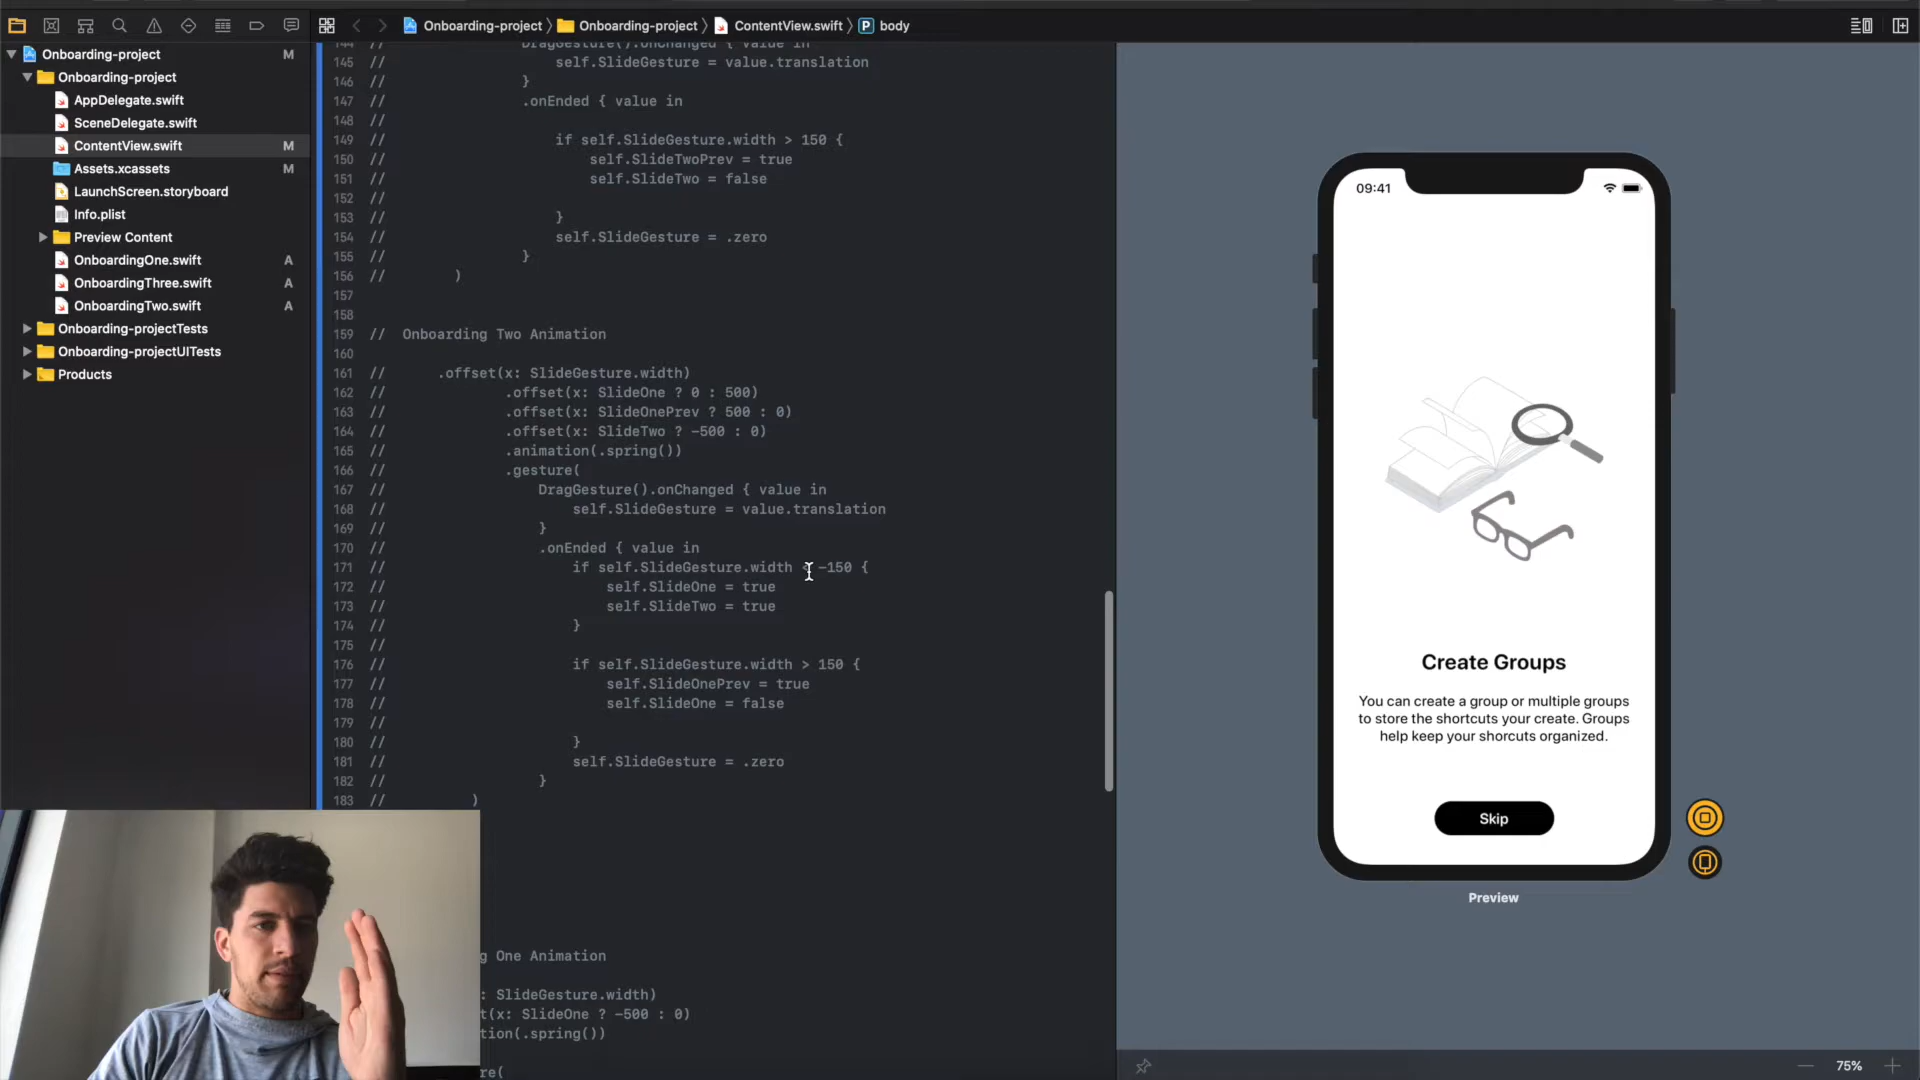 Onboarding-project
Onboarding-project
ContentView.swift
P
body
Onboarding-project M
Onboarding-project
AppDelegate.swift
SceneDelegate.swift
ContentView.swift M
Assets.xcassets M
LaunchScreen.storyboard
Info.plist
Preview Content
OnboardingOne.swift A
OnboardingThree.swift A
OnboardingTwo.swift A
Onboarding-projectTests
Onboarding-projectUITests
Products
144 // DragGesture().onChanged { value in
145 // self.SlideGesture = value.translation
146 // }
147 // .onEnded { value in
148 //
149 // if self.SlideGesture.width > 150 {
150 // self.SlideTwoPrev = true
151 // self.SlideTwo = false
152 //
153 // }
154 // self.SlideGesture = .zero
155 // }
156 // )
157
158
159 // Onboarding Two Animation
160
161 // .offset(x: SlideGesture.width)
162 // .offset(x: SlideOne ? 0 : 500)
163 // .offset(x: SlideOnePrev ? 500 : 0)
164 // .offset(x: SlideTwo ? -500 : 0)
165 // .animation(.spring())
166 // .gesture(
167 // DragGesture().onChanged { value in
168 // self.SlideGesture = value.translation
169 // }
170 // .onEnded { value in
171 // if self.SlideGesture.width -150 {
172 // self.SlideOne = true
173 // self.SlideTwo = true
174 // }
175 //
176 // if self.SlideGesture.width > 150 {
177 // self.SlideOnePrev = true
178 // self.SlideOne = false
179 //
180 // }
181 // self.SlideGesture = .zero
182 // }
183 // )
g One Animation
: SlideGesture.width)
t(x: SlideOne ? -500 : 0)
tion(.spring())
re(
09:41
Create Groups
You can create a group or multiple groups
to store the shortcuts your create. Groups
help keep your shorcuts organized.
Skip
Preview
75%